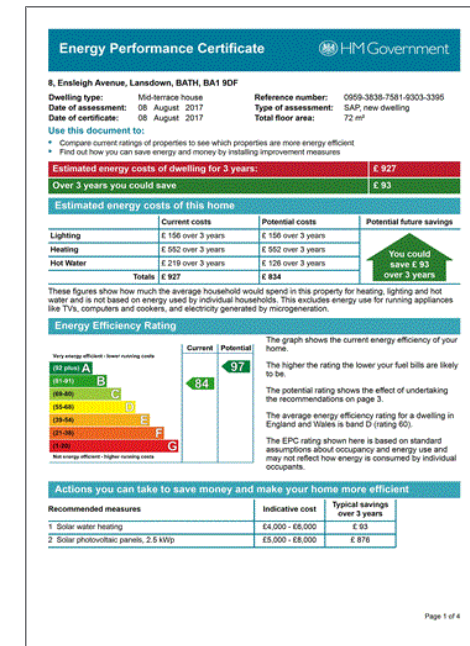 Energy Performance Certificate
HM Government
8, Ensleigh Avenue, Lansdown, BATH, BA1 9DF
Dwelling type: Mid-terrace house
Reference number: 0959-3838-7581-9303-3395
Date of assessment: 08 August 2017
Type of assessment: SAP, new dwelling
Date of certificate: 08 August 2017
Total floor area: 72 m²
Use this document to:
• Compare current ratings of properties to see which properties are more energy efficient
• Find out how you can save energy and money by installing improvement measures
Estimated energy costs of dwelling for 3 years: £ 927
Over 3 years you could save £ 93
Estimated energy costs of this home
Current costs Potential costs Potential future savings
Lighting £ 156 over 3 years £ 156 over 3 years
Heating £ 552 over 3 years £ 552 over 3 years
Hot Water £ 219 over 3 years £ 126 over 3 years
Totals £ 927 £ 834
You could
save £ 93
over 3 years
These figures show how much the average household would spend in this property for heating, lighting and hot
water and is not based on energy used by individual households. This excludes energy use for running appliances
like TVs, computers and cookers, and electricity generated by microgeneration.
Energy Efficiency Rating
Current Potential
Very energy efficient - lower running costs
(92 plus) A
(81-91) B
(69-80) C
(55-68) D
(39-54) E
(21-38) F
(1-20) G
Not energy efficient - higher running costs
84
97
The graph shows the current energy efficiency of your
home.
The higher the rating the lower your fuel bills are likely
to be.
The potential rating shows the effect of undertaking
the recommendations on page 3.
The average energy efficiency rating for a dwelling in
England and Wales is band D (rating 60).
The EPC rating shown here is based on standard
assumptions about occupancy and energy use and
may not reflect how energy is consumed by individual
occupants.
Actions you can take to save money and make your home more efficient
Recommended measures Indicative cost Typical savings
over 3 years
1 Solar water heating £4,000 - £6,000 £ 93
2 Solar photovoltaic panels, 2.5 kWp £5,000 - £8,000 £ 876
Page 1 of 4